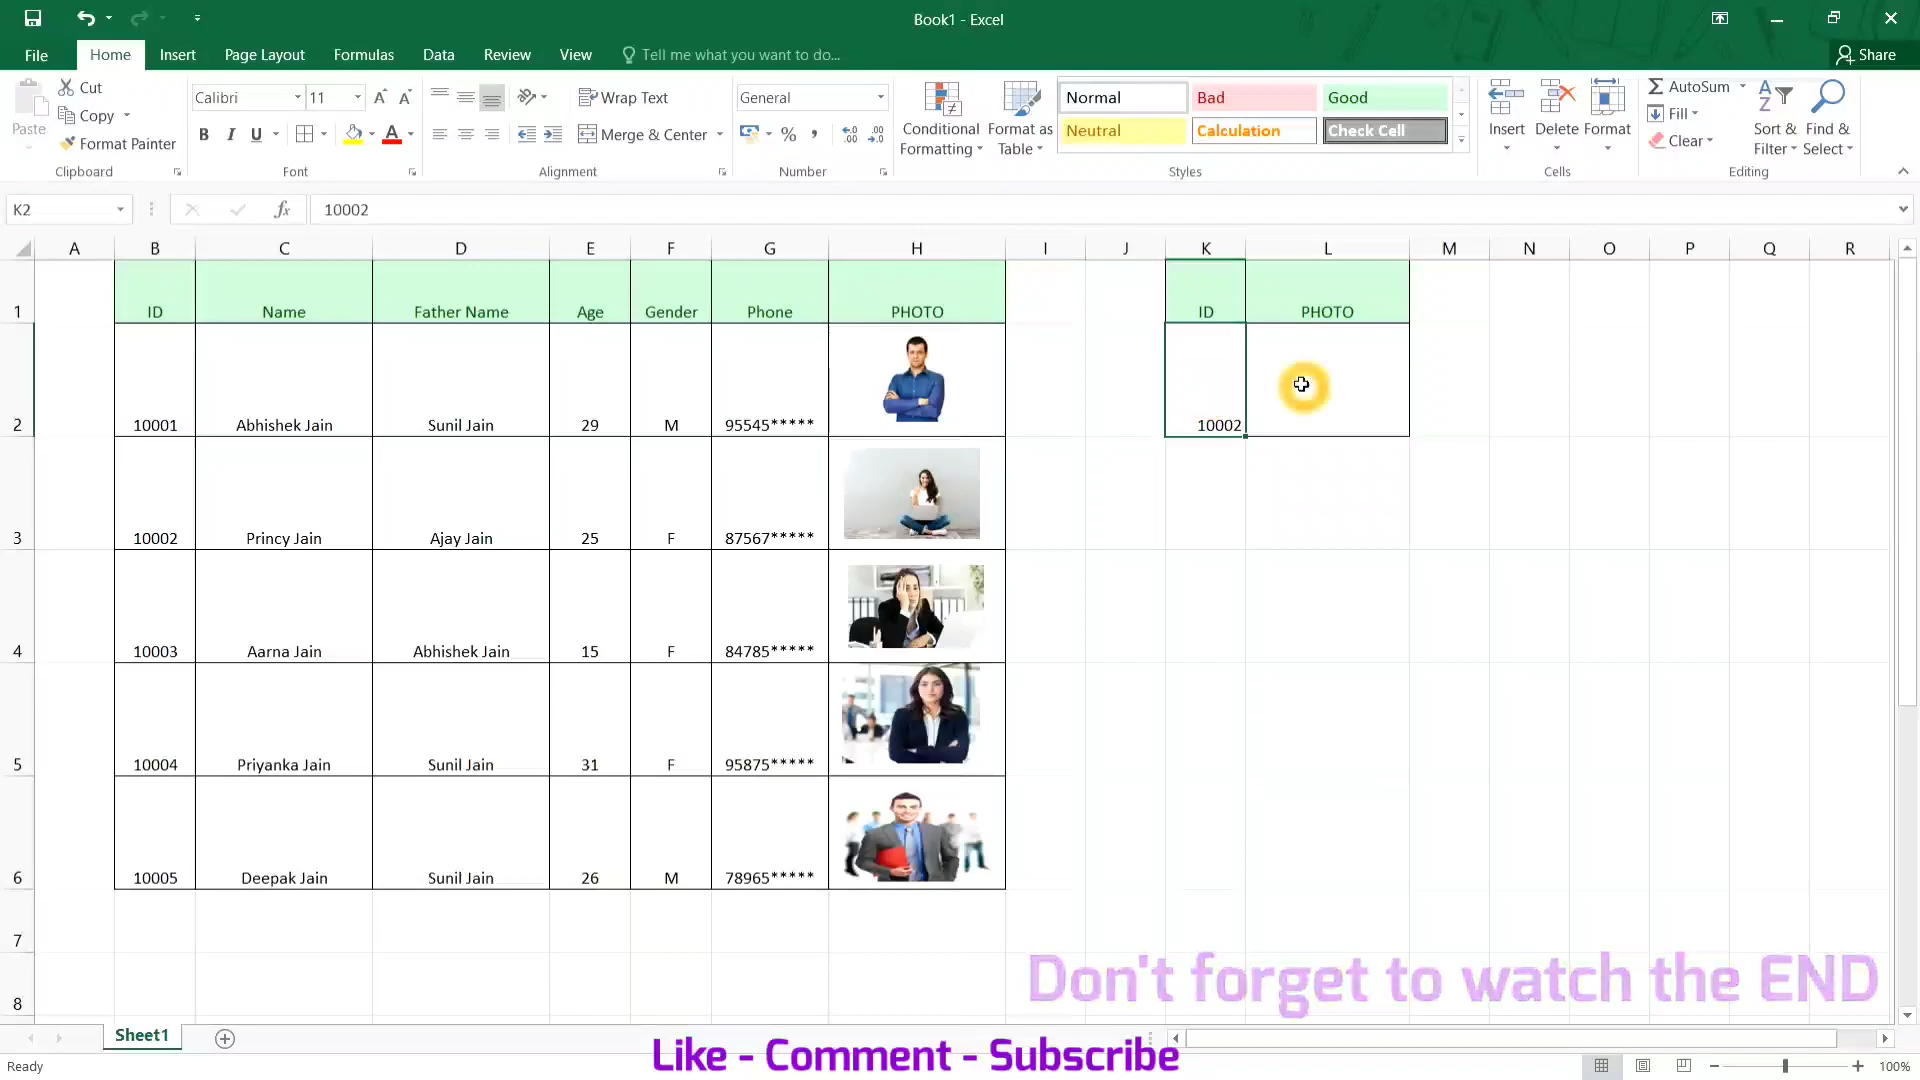 Book1 - Excel
File Home Insert Page Layout Formulas Data Review View Tell me what you want to do... Share
Paste
Cut
Copy
Format Painter
Clipboard
Calibri 11
B I U
Font
Wrap Text
Merge & Center
Alignment
General
%
Number
Conditional Formatting
Format as Table
Normal Bad Good
Neutral Calculation Check Cell
Styles
Insert Delete Format
Cells
AutoSum
Fill
Clear
Sort & Filter
Find & Select
Editing
K2 fx 10002
A B C D E F G H I J K L M N O P Q R
1 ID Name Father Name Age Gender Phone PHOTO ID PHOTO
2 10001 Abhishek Jain Sunil Jain 29 M 95545***** 10002
3 10002 Princy Jain Ajay Jain 25 F 87567*****
4 10003 Aarna Jain Abhishek Jain 15 F 84785*****
5 10004 Priyanka Jain Sunil Jain 31 F 95875*****
6 10005 Deepak Jain Sunil Jain 26 M 78965*****
7
8
Don't forget to watch the END
Sheet1
Like - Comment - Subscribe
Ready 100%